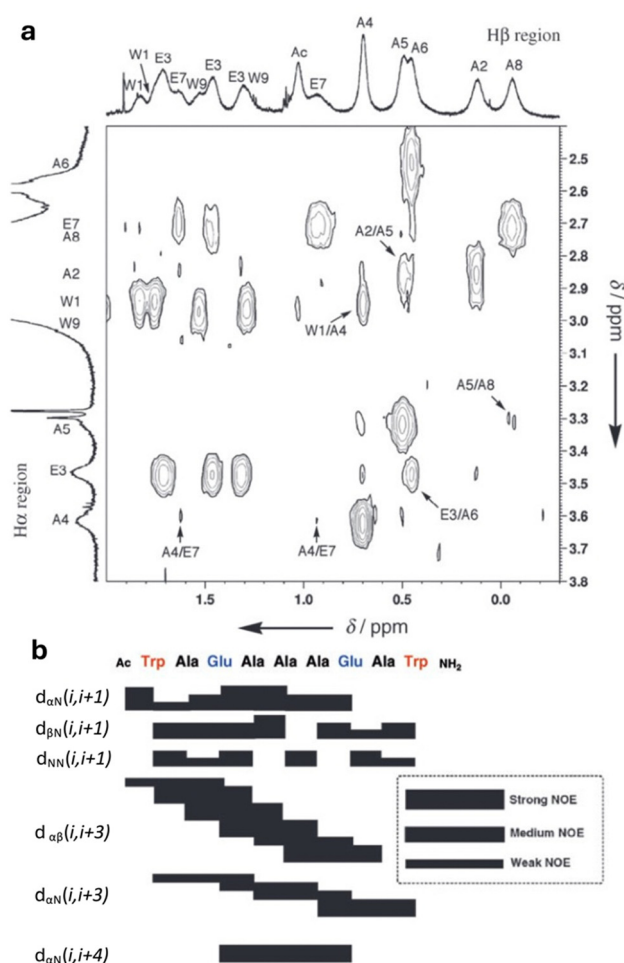 a
Hβ region
A4
A5
A6
W1
E3
E7
W1
W9
E3
E3
W9
Ac
E7
A2
A8
A6
E7
A8
A2
W1
W9
A5
E3
A4
Hα region
A2/A5
W1/A4
A5/A8
E3/A6
A4/E7
A4/E7
2.5
2.6
2.7
2.8
2.9
3.0
3.1
3.2
3.3
3.4
3.5
3.6
3.7
3.8
δ / ppm
1.5
1.0
0.5
0.0
δ / ppm
b
Ac Trp Ala Glu Ala Ala Ala Glu Ala Trp NH₂
dαN(i,i+1)
dβN(i,i+1)
dNN(i,i+1)
dαβ(i,i+3)
dαN(i,i+3)
dαN(i,i+4)
Strong NOE
Medium NOE
Weak NOE